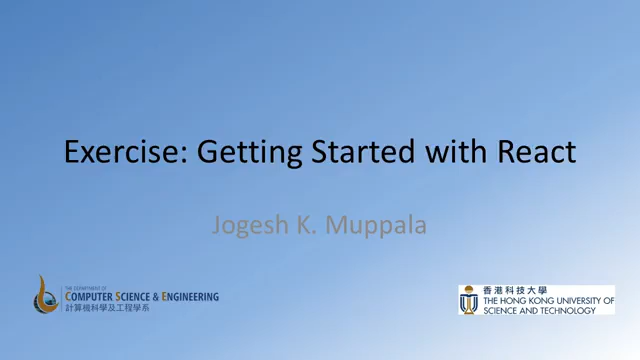 Exercise: Getting Started with React
Jogesh K. Muppala
THE DEPARTMENT OF
COMPUTER SCIENCE & ENGINEERING
計算機科學及工程學系
香港科技大學
THE HONG KONG UNIVERSITY OF
SCIENCE AND TECHNOLOGY